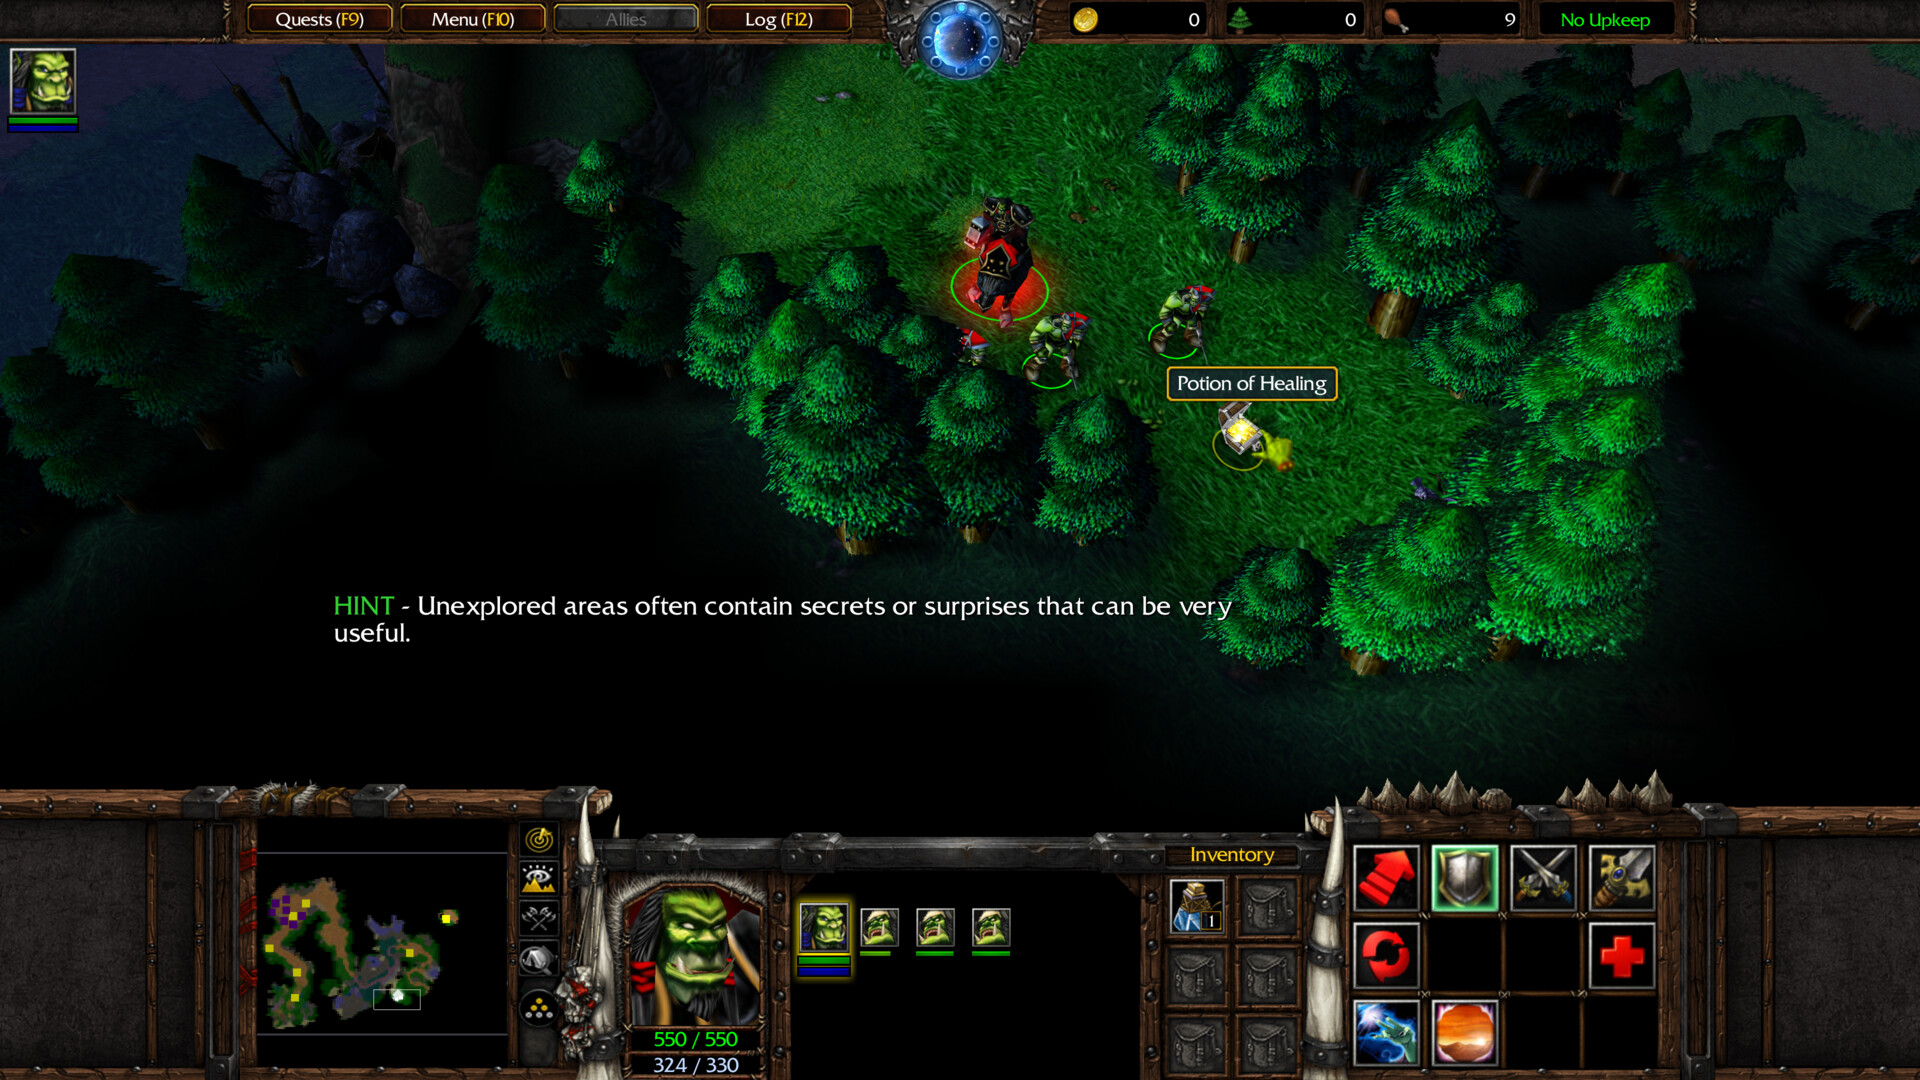 Quests (F9)
Menu (F10)
Allies
Log (F12)
0
0
9
No Upkeep
Potion of Healing
HINT - Unexplored areas often contain secrets or surprises that can be very
useful.
Inventory
1
550 / 550
324 / 330